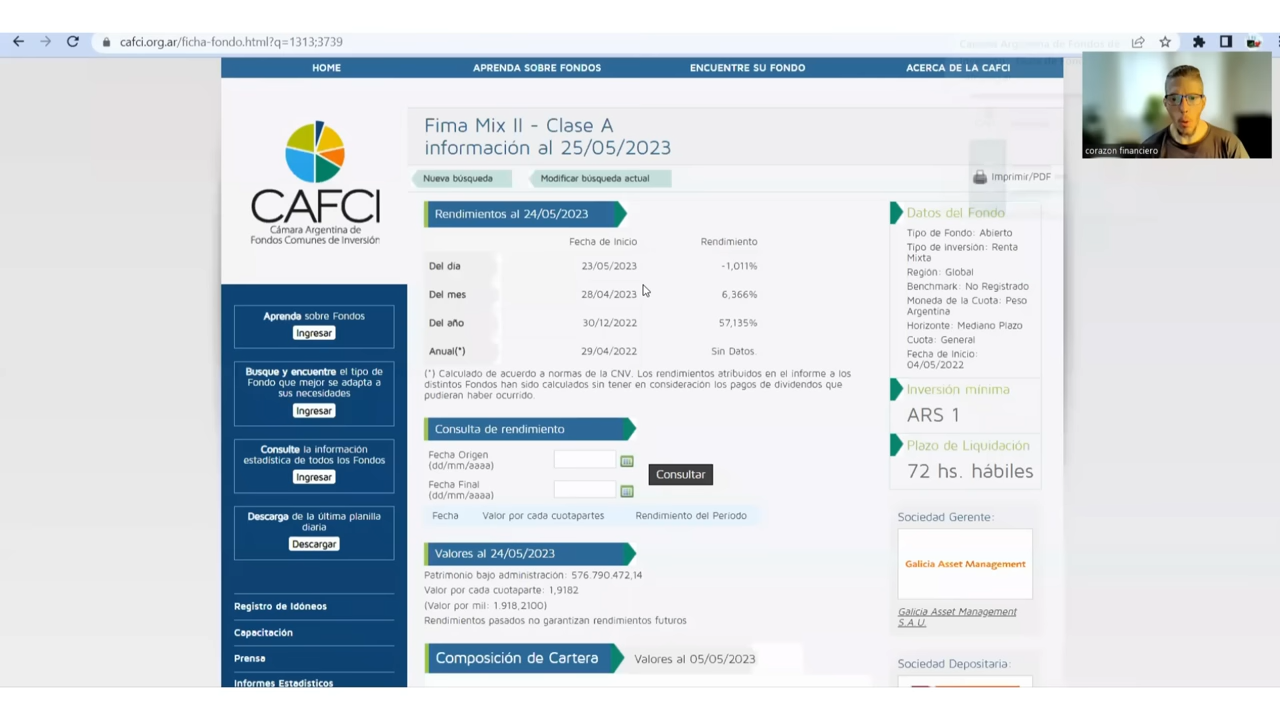 cafci.org.ar/ficha-fondo.html?q=1313;3739
HOME APRENDA SOBRE FONDOS ENCUENTRE SU FONDO ACERCA DE LA CAFCI
corazon financiero
CAFCI
Cámara Argentina de
Fondos Comunes de Inversión
Fima Mix II - Clase A
información al 25/05/2023
Nueva búsqueda Modificar búsqueda actual
Imprimir/PDF
Rendimientos al 24/05/2023
Fecha de Inicio Rendimiento
Del día 23/05/2023 -1,011%
Del mes 28/04/2023 6,366%
Del año 30/12/2022 57,135%
Anual(*) 29/04/2022 Sin Datos.
(*) Calculado de acuerdo a normas de la CNV. Los rendimientos atribuidos en el informe a los
distintos Fondos han sido calculados sin tener en consideración los pagos de dividendos que
pudieran haber ocurrido.
Consulta de rendimiento
Fecha Origen
(dd/mm/aaaa)
Fecha Final
(dd/mm/aaaa)
Consultar
Fecha Valor por cada cuotapartes Rendimiento del Periodo
Valores al 24/05/2023
Patrimonio bajo administración: 576.790.472,14
Valor por cada cuotaparte: 1,9182
(Valor por mil: 1.918,2100)
Rendimientos pasados no garantizan rendimientos futuros
Composición de Cartera Valores al 05/05/2023
Datos del Fondo
Tipo de Fondo: Abierto
Tipo de inversión: Renta
Mixta
Región: Global
Benchmark: No Registrado
Moneda de la Cuota: Peso
Argentina
Horizonte: Mediano Plazo
Cuota: General
Fecha de Inicio:
04/05/2022
Inversión mínima
ARS 1
Plazo de Liquidación
72 hs. hábiles
Sociedad Gerente:
Galicia Asset Management
Galicia Asset Management
S.A.U.
Sociedad Depositaria:
Aprenda sobre Fondos
Ingresar
Busque y encuentre el tipo de
Fondo que mejor se adapta a
sus necesidades
Ingresar
Consulte la información
estadística de todos los Fondos
Ingresar
Descarga de la última planilla
diaria
Descargar
Registro de Idóneos
Capacitación
Prensa
Informes Estadísticos